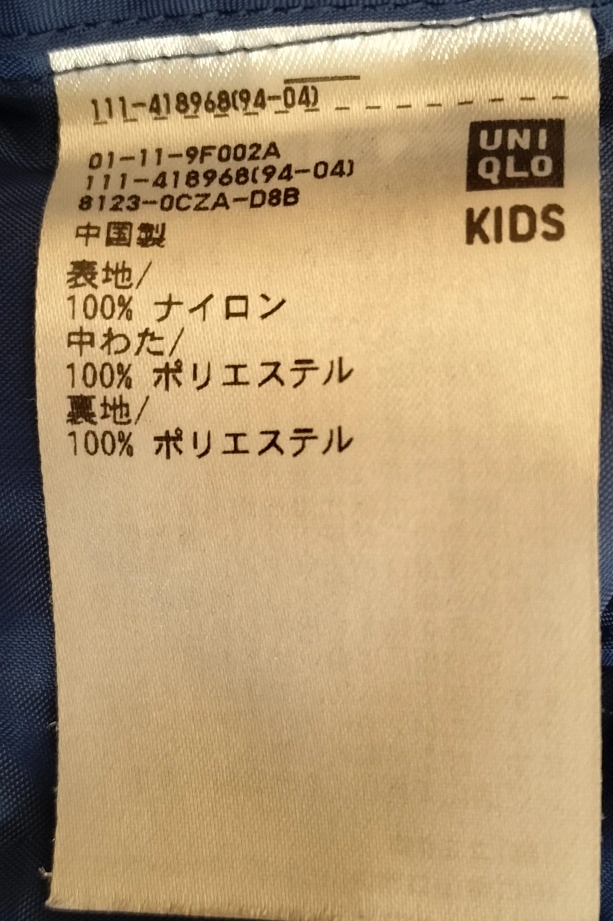 111-418968(94-04)
01-11-9F002A
111-418968(94-04)
8123-0CZA-D8B
UNI
QLO
KIDS
中国製
表地/
100% ナイロン
中わた/
100% ポリエステル
裏地/
100% ポリエステル